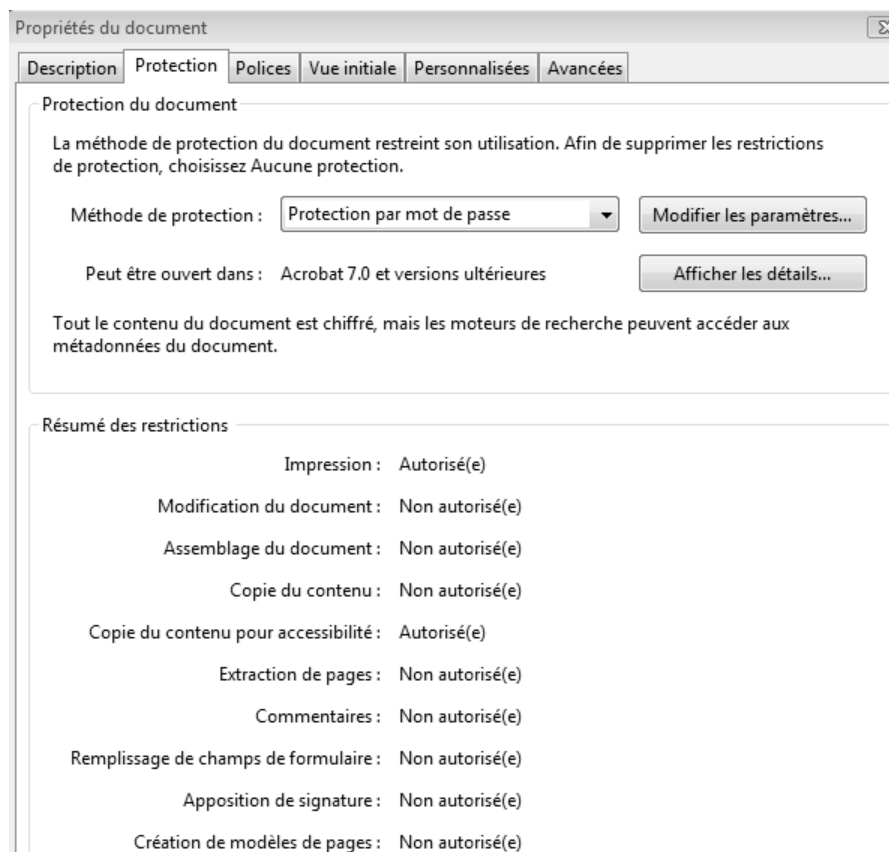 Propriétés du document
Description Protection Polices Vue initiale Personnalisées Avancées
Protection du document
La méthode de protection du document restreint son utilisation. Afin de supprimer les restrictions
de protection, choisissez Aucune protection.
Méthode de protection : Protection par mot de passe Modifier les paramètres...
Peut être ouvert dans : Acrobat 7.0 et versions ultérieures Afficher les détails...
Tout le contenu du document est chiffré, mais les moteurs de recherche peuvent accéder aux
métadonnées du document.
Résumé des restrictions
Impression : Autorisé(e)
Modification du document : Non autorisé(e)
Assemblage du document : Non autorisé(e)
Copie du contenu : Non autorisé(e)
Copie du contenu pour accessibilité : Autorisé(e)
Extraction de pages : Non autorisé(e)
Commentaires : Non autorisé(e)
Remplissage de champs de formulaire : Non autorisé(e)
Apposition de signature : Non autorisé(e)
Création de modèles de pages : Non autorisé(e)